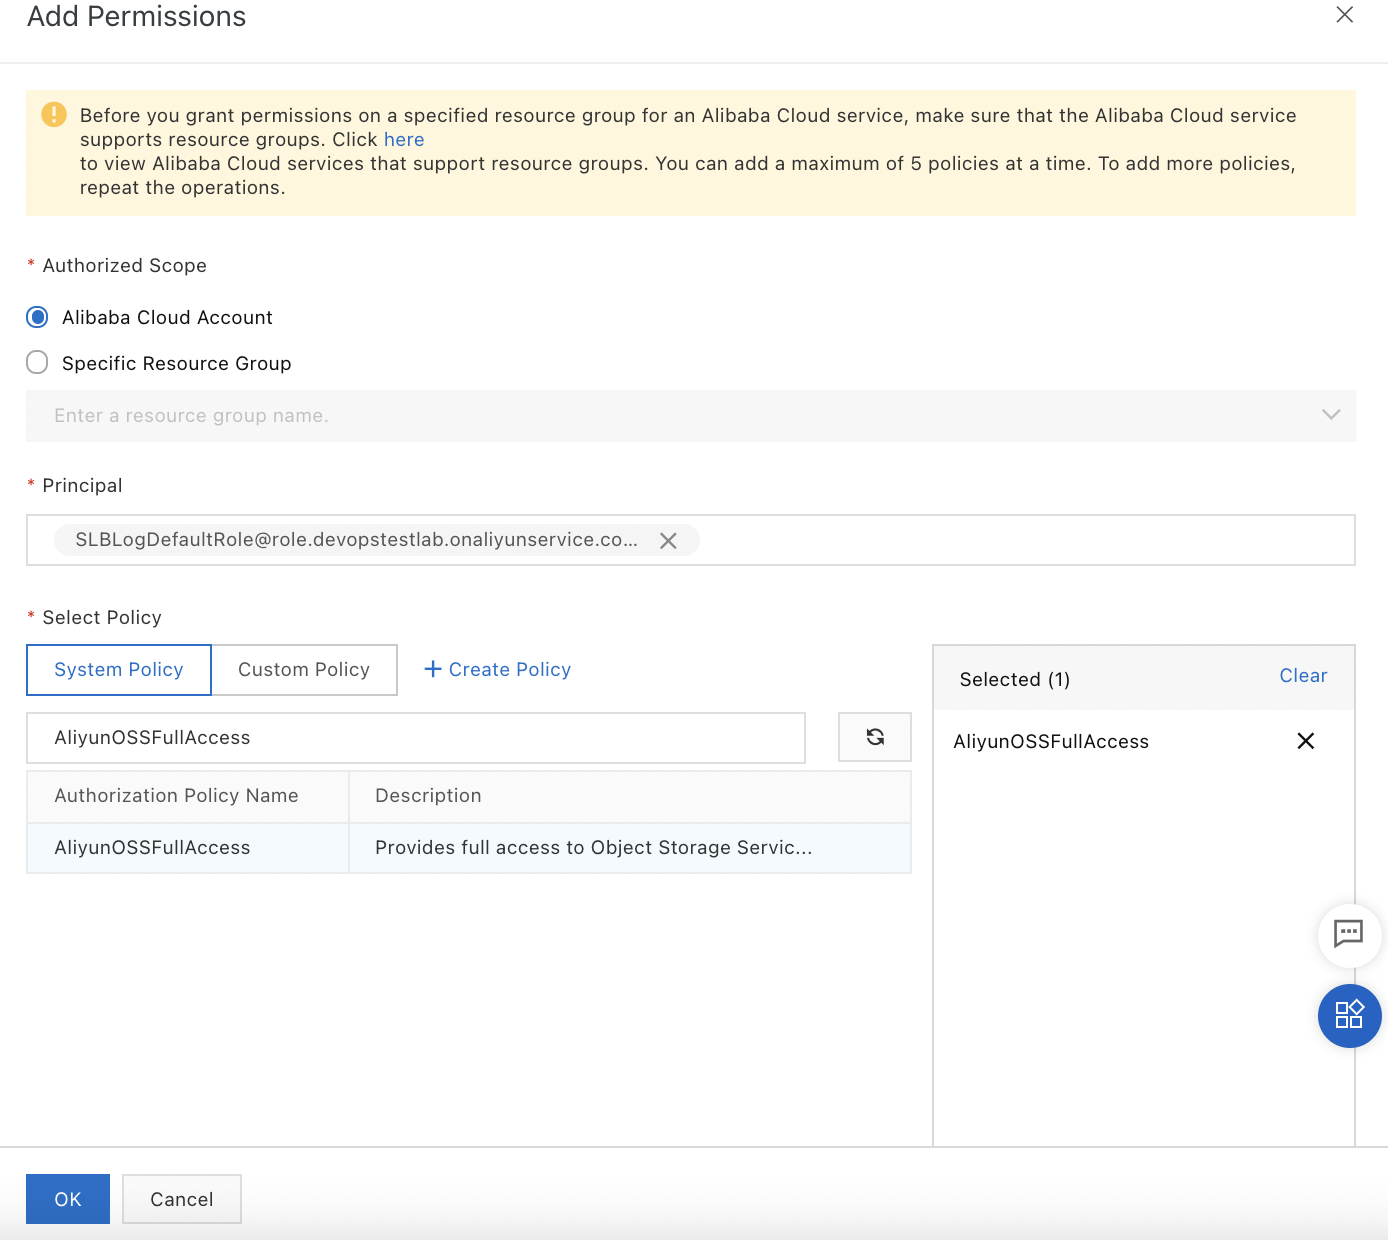 Add Permissions
Before you grant permissions on a specified resource group for an Alibaba Cloud service, make sure that the Alibaba Cloud service
supports resource groups. Click here
to view Alibaba Cloud services that support resource groups. You can add a maximum of 5 policies at a time. To add more policies,
repeat the operations.
* Authorized Scope
Alibaba Cloud Account
Specific Resource Group
Enter a resource group name.
* Principal
SLBLogDefaultRole@role.devopstestlab.onaliyunservice.co...
* Select Policy
System Policy
Custom Policy
+ Create Policy
AliyunOSSFullAccess
Authorization Policy Name
Description
AliyunOSSFullAccess
Provides full access to Object Storage Servic...
Selected (1)
Clear
AliyunOSSFullAccess
OK
Cancel